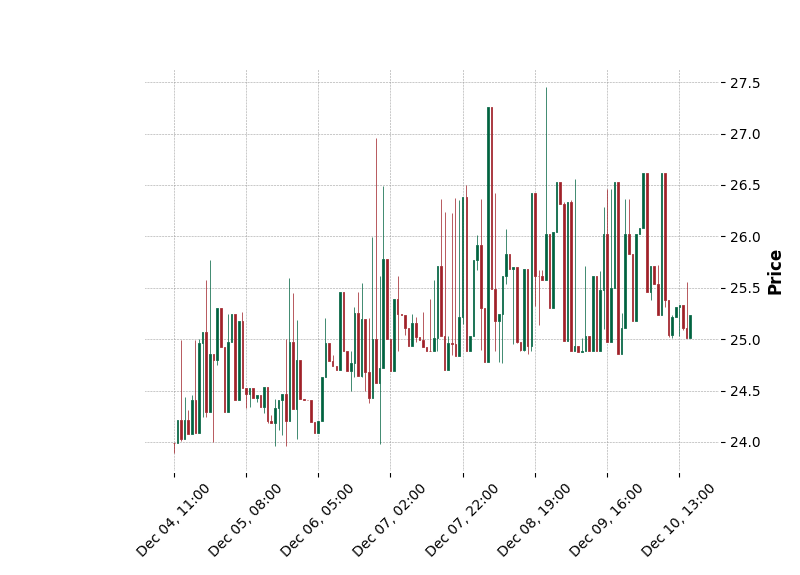 27.5
27.0
26.5
26.0
25.5
25.0
24.5
24.0
Price
Dec 04, 11:00
Dec 05, 08:00
Dec 06, 05:00
Dec 07, 02:00
Dec 07, 22:00
Dec 08, 19:00
Dec 09, 16:00
Dec 10, 13:00